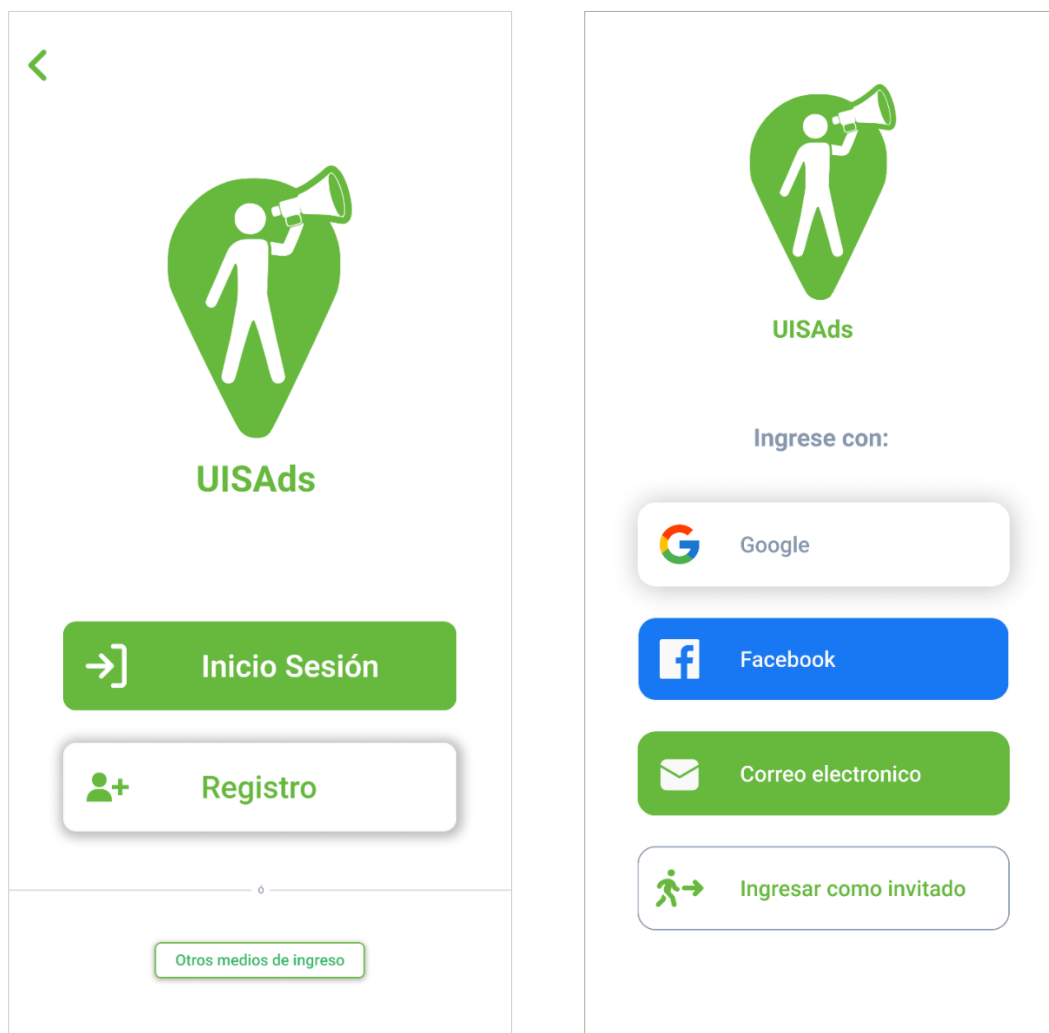 UISAds
Inicio Sesión
Registro
ó
Otros medios de ingreso
UISAds
Ingrese con:
Google
Facebook
Correo electronico
Ingresar como invitado